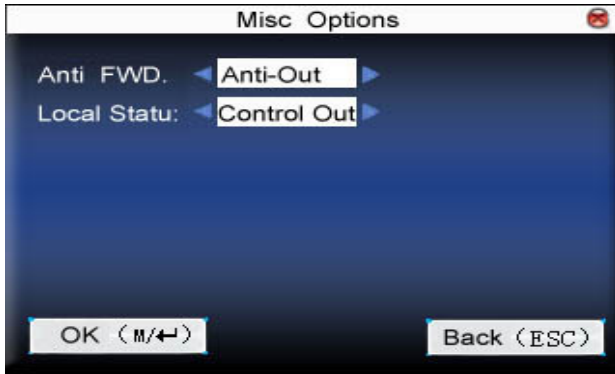 Misc Options
Anti FWD. Anti-Out
Local Statu: Control Out
OK (M/↵) Back (ESC)